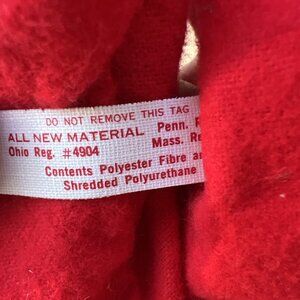 DO NOT REMOVE THIS TAG
ALL NEW MATERIAL Penn.
Ohio Reg. #4904 Mass.
Contents Polyester Fibre
Shredded Polyurethane